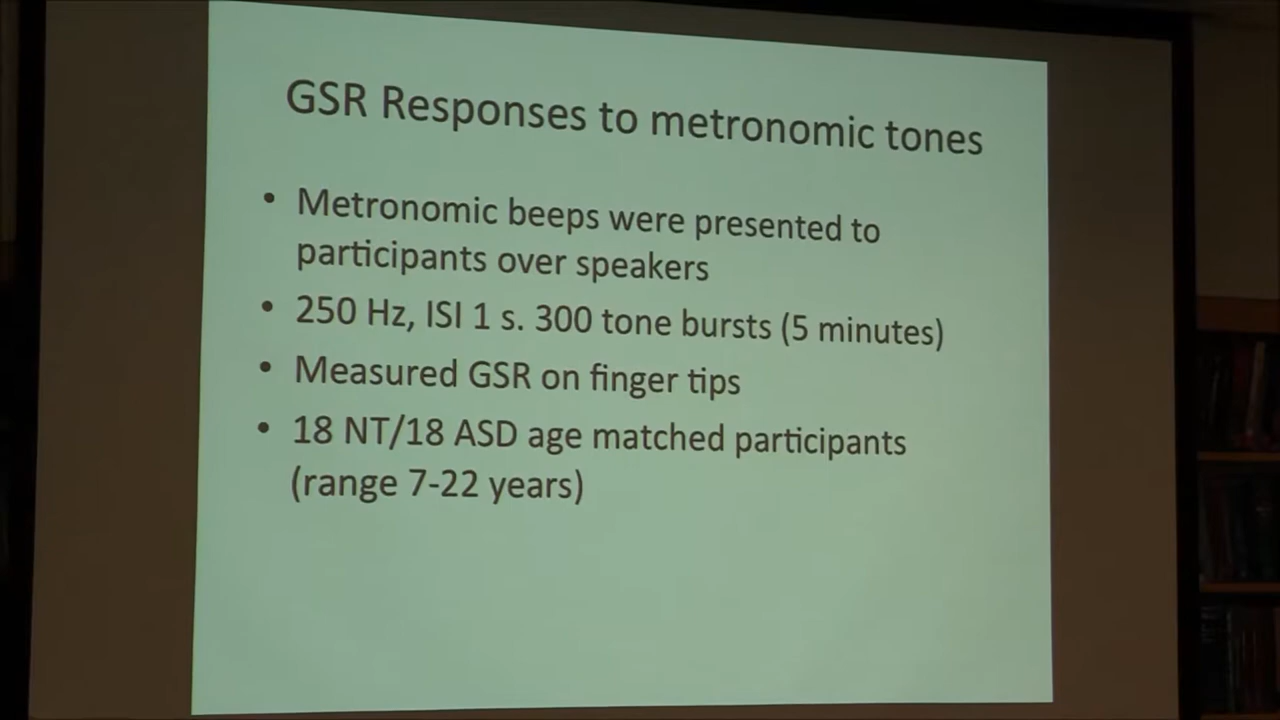 GSR Responses to metronomic tones
• Metronomic beeps were presented to
participants over speakers
• 250 Hz, ISI 1 s. 300 tone bursts (5 minutes)
• Measured GSR on finger tips
• 18 NT/18 ASD age matched participants
(range 7-22 years)